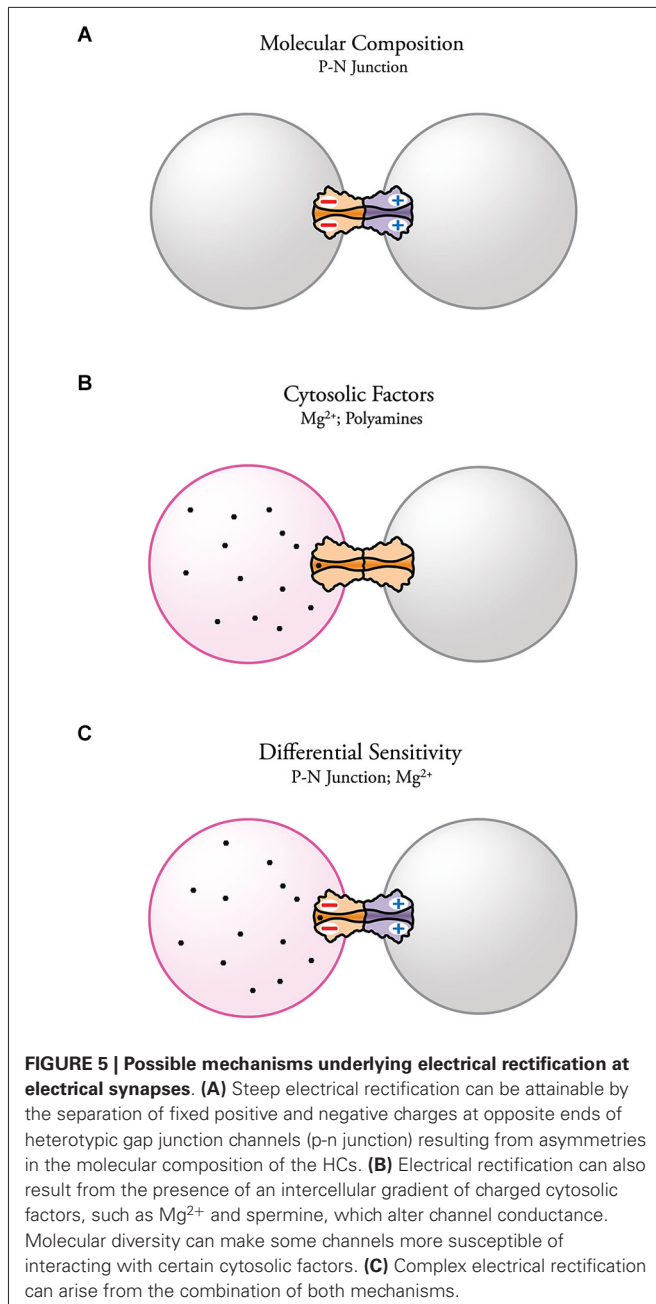 A
Molecular Composition
P-N Junction
− +
− +
B
Cytosolic Factors
Mg²⁺; Polyamines
C
Differential Sensitivity
P-N Junction; Mg²⁺
− +
− +
FIGURE 5 | Possible mechanisms underlying electrical rectification at
electrical synapses. (A) Steep electrical rectification can be attainable by
the separation of fixed positive and negative charges at opposite ends of
heterotypic gap junction channels (p-n junction) resulting from asymmetries
in the molecular composition of the HCs. (B) Electrical rectification can also
result from the presence of an intercellular gradient of charged cytosolic
factors, such as Mg²⁺ and spermine, which alter channel conductance.
Molecular diversity can make some channels more susceptible of
interacting with certain cytosolic factors. (C) Complex electrical rectification
can arise from the combination of both mechanisms.